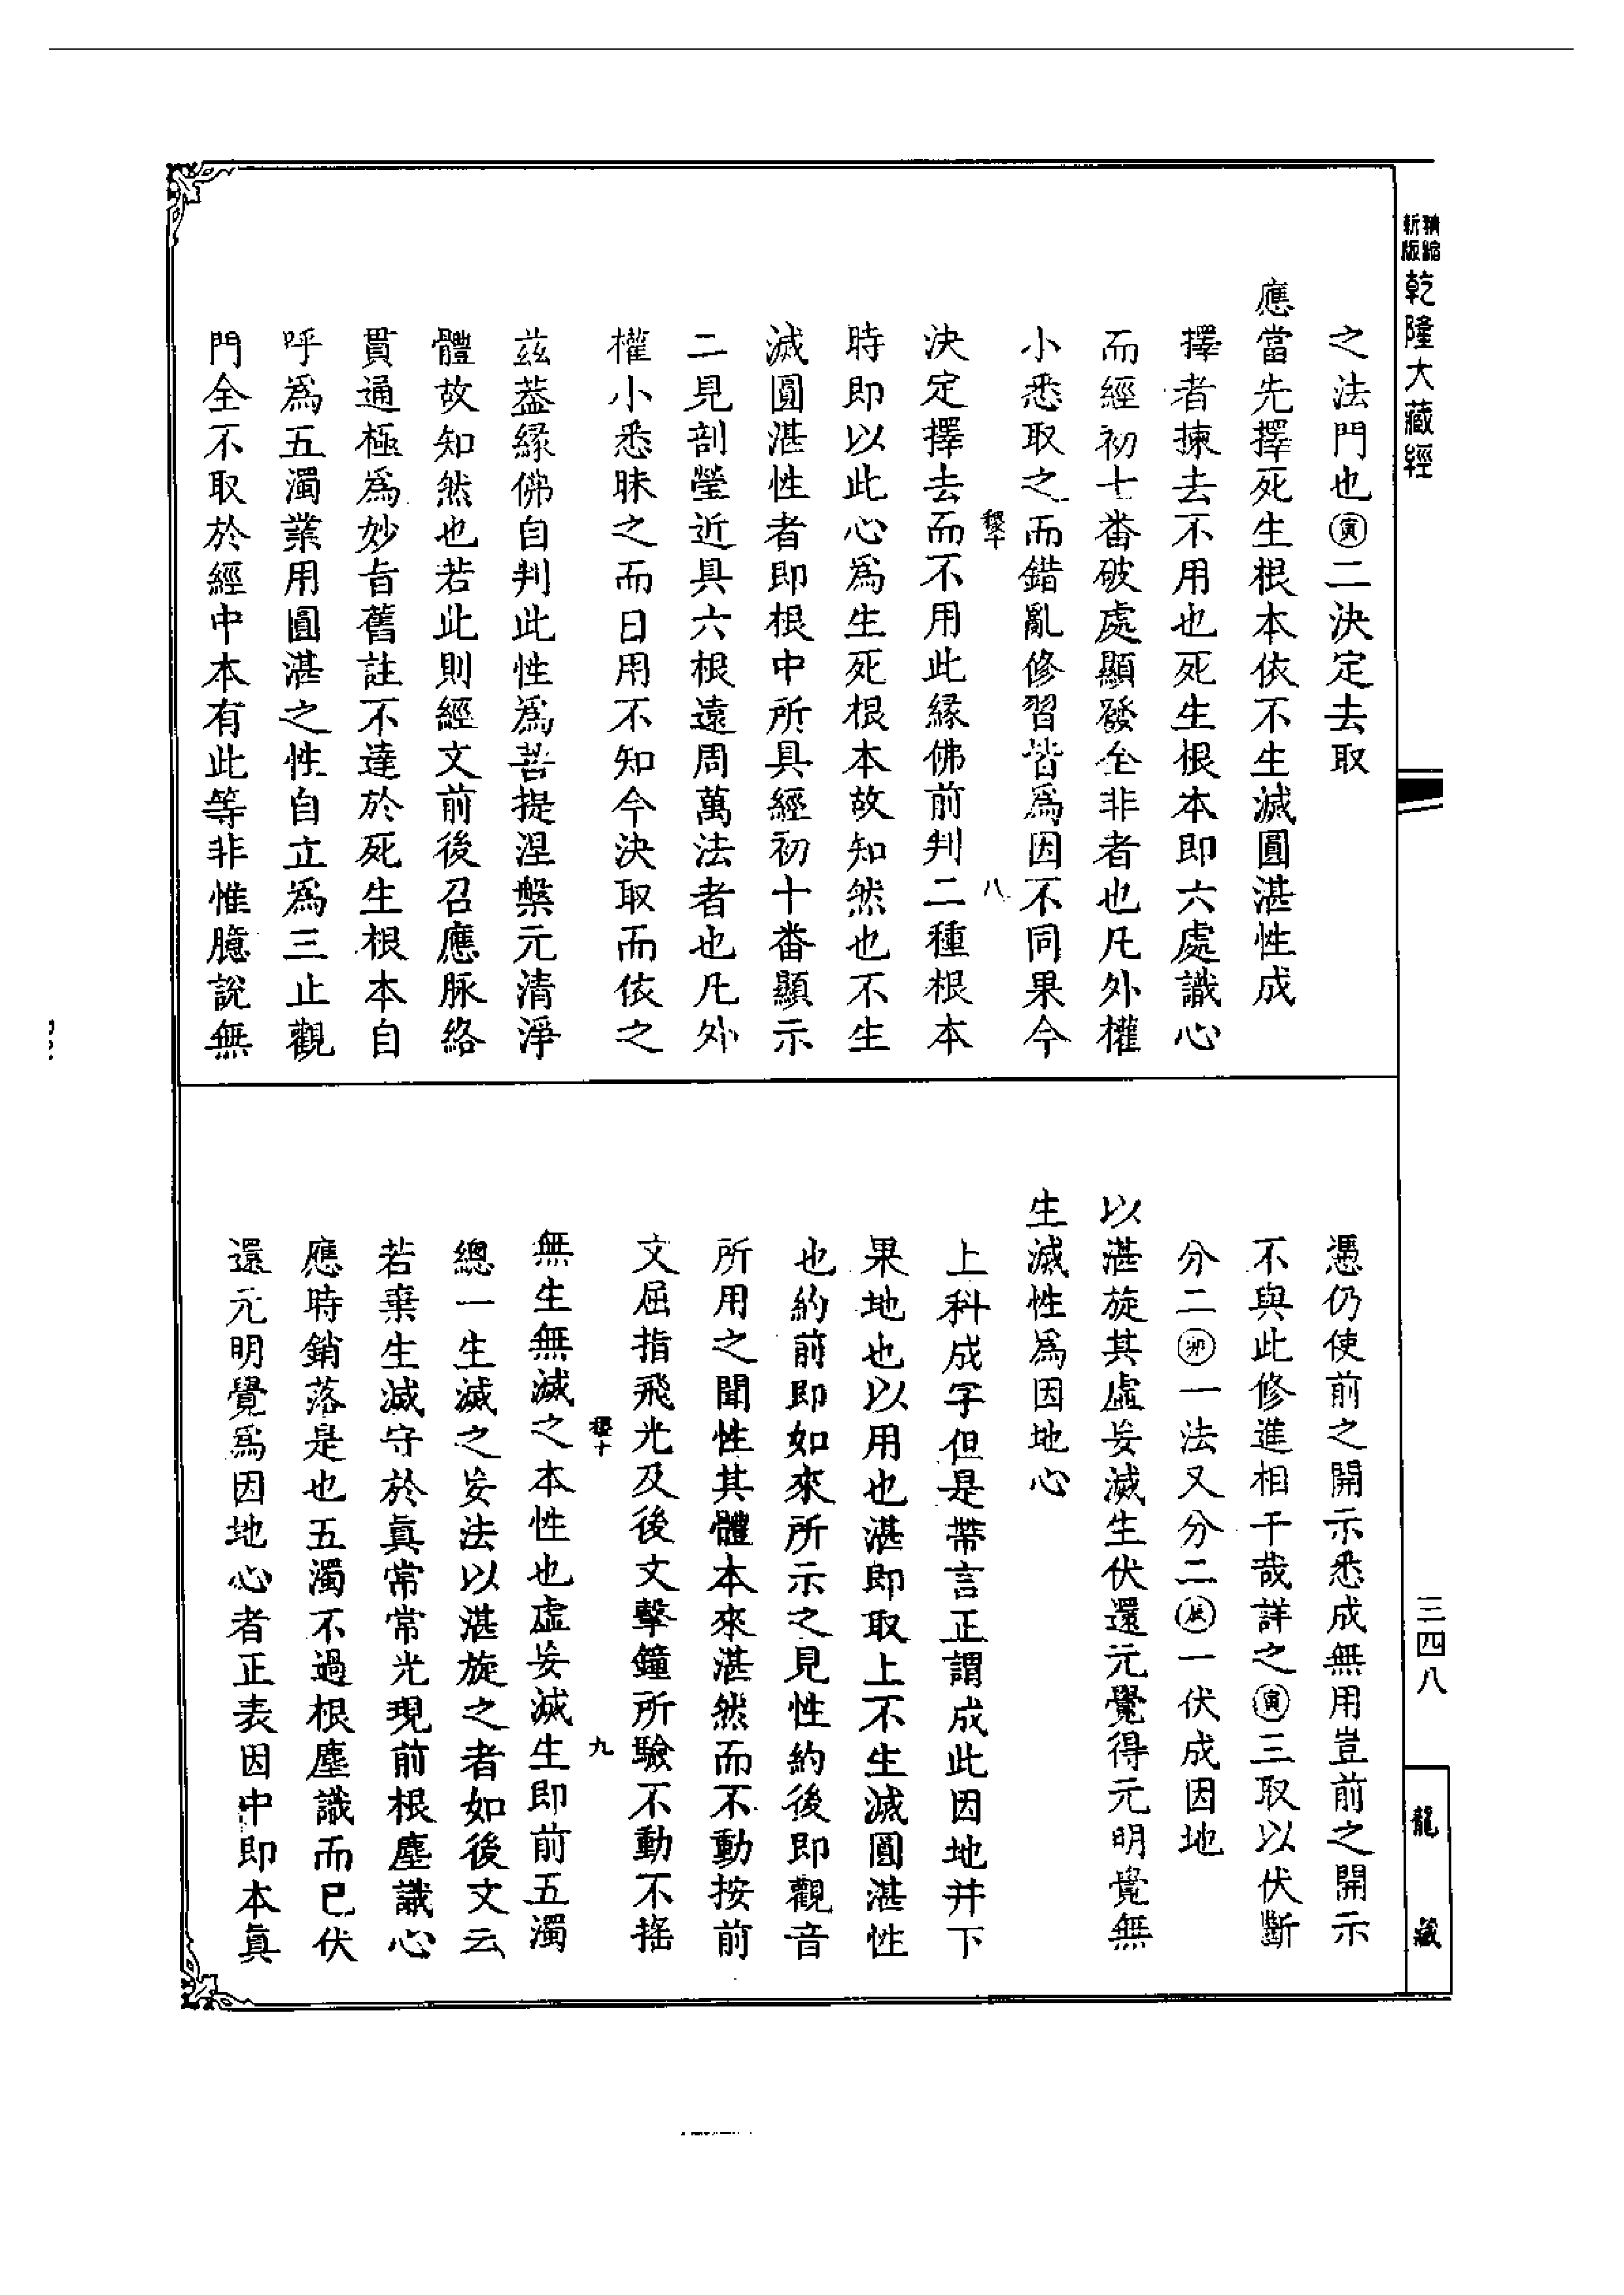 精縮新版 乾隆大藏經
三四八
龍藏
之法門也㊞寅二決定去取
應當先擇死生根本依不生滅圓湛性成
擇者揀去不用也死生根本即六處識心
而經初七番破處顯發全非者也凡外權
小悉取之而錯亂修習皆爲因不同果今
稷十 八
決定擇去而不用此緣佛前判二種根本
時即以此心爲生死根本故知然也不生
滅圓湛性者即根中所具經初十番顯示
二見剖瑩近具六根遠周萬法者也凡外
權小悉昧之而日用不知今決取而依之
茲蓋緣佛自判此性爲菩提涅槃元清淨
體故知然也若此則經文前後召應脉絡
貫通極爲妙旨舊註不達於死生根本自
呼爲五濁業用圓湛之性自立爲三止觀
門全不取於經中本有此等非惟臆說無
憑仍使前之開示悉成無用豈前之開示
不與此修進相干哉詳之寅三取以伏斷
分二卯一法又分二辰一伏成因地
以湛旋其虛妄滅生伏還元覺得元明覺無
生滅性爲因地心
上科成字但是帶言正謂成此因地并下
果地也以用也湛即取上不生滅圓湛性
也約前即如來所示之見性約後即觀音
所用之聞性其體本來湛然而不動按前
文屈指飛光及後文擊鐘所驗不動不搖
稷十 九
無生無滅之本性也虛妄滅生即前五濁
總一生滅之妄法以湛旋之者如後文云
若棄生滅守於眞常常光現前根塵識心
應時銷落是也五濁不過根塵識而已伏
還元明覺爲因地心者正表因中即本眞